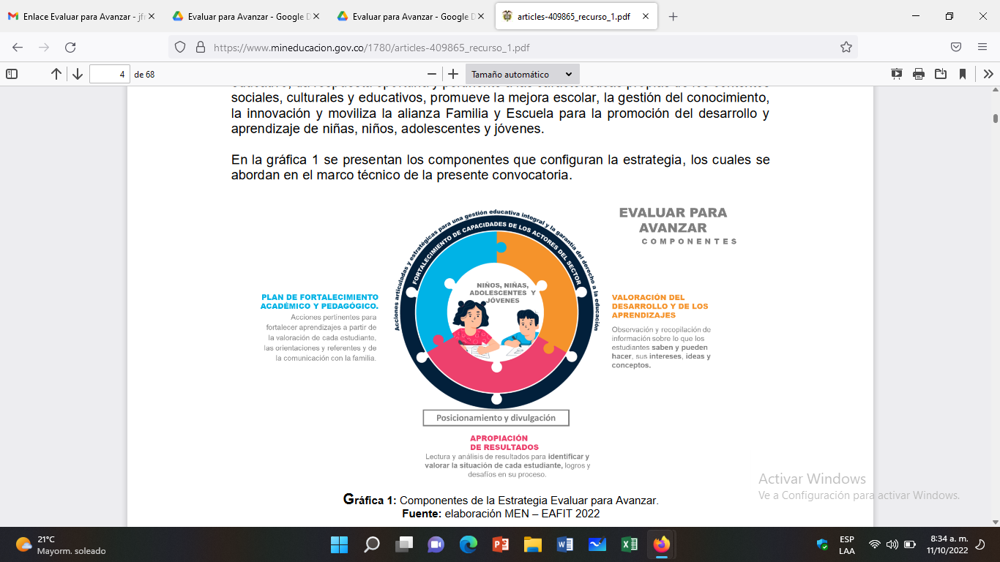 Enlace Evaluar para Avanzar - jfr
Evaluar para Avanzar - Google D
Evaluar para Avanzar - Google D
articles-409865_recurso_1.pdf
https://www.mineducacion.gov.co/1780/articles-409865_recurso_1.pdf
4 de 68
Tamaño automático
sociales, culturales y educativos, promueve la mejora escolar, la gestión del conocimiento,
la innovación y moviliza la alianza Familia y Escuela para la promoción del desarrollo y
aprendizaje de niñas, niños, adolescentes y jóvenes.
En la gráfica 1 se presentan los componentes que configuran la estrategia, los cuales se
abordan en el marco técnico de la presente convocatoria.
EVALUAR PARA
AVANZAR
COMPONENTES
Acciones articuladas y estratégicas para una gestión educativa integral y la garantía del derecho a la educación
FORTALECIMIENTO DE CAPACIDADES DE LOS ACTORES DEL SECTOR
NIÑOS, NIÑAS,
ADOLESCENTES Y
JÓVENES
PLAN DE FORTALECIMIENTO
ACADÉMICO Y PEDAGÓGICO.
Acciones pertinentes para
fortalecer aprendizajes a partir de
la valoración de cada estudiante,
las orientaciones y referentes y de
la comunicación con la familia.
VALORACIÓN DEL
DESARROLLO Y DE LOS
APRENDIZAJES
Observación y recopilación de
información sobre lo que los
estudiantes saben y pueden
hacer, sus intereses, ideas y
conceptos.
Posicionamiento y divulgación
APROPIACIÓN
DE RESULTADOS
Lectura y análisis de resultados para identificar y
valorar la situación de cada estudiante, logros y
desafíos en su proceso.
Gráfica 1: Componentes de la Estrategia Evaluar para Avanzar.
Fuente: elaboración MEN – EAFIT 2022
Activar Windows
Ve a Configuración para activar Windows.
21°C
Mayorm. soleado
ESP
LAA
8:34 a. m.
11/10/2022